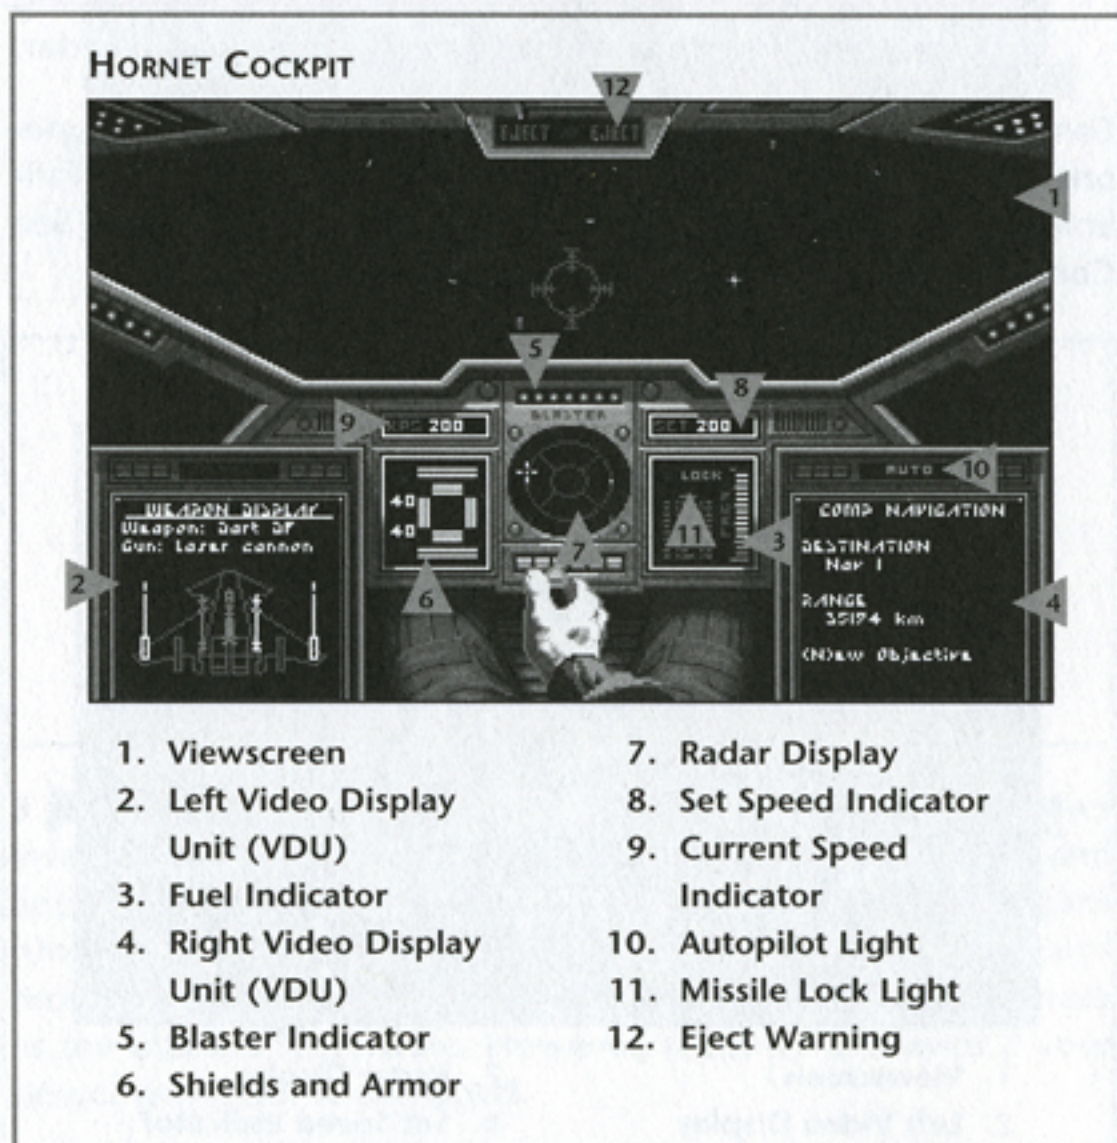 HORNET COCKPIT
12
EJECT EJECT
1
5
8
9
BLASTER
KPS 200
SET 200
AUTO
10
LOCK
40
40
11
FUEL
3
7
2
6
4
WEAPON DISPLAY
Weapon: Dart DF
Gun: Laser cannon
COMP NAVIGATION
DESTINATION
Nav 1
RANGE
35194 km
(N)ew Objective
1. Viewscreen
2. Left Video Display
Unit (VDU)
3. Fuel Indicator
4. Right Video Display
Unit (VDU)
5. Blaster Indicator
6. Shields and Armor
7. Radar Display
8. Set Speed Indicator
9. Current Speed
Indicator
10. Autopilot Light
11. Missile Lock Light
12. Eject Warning